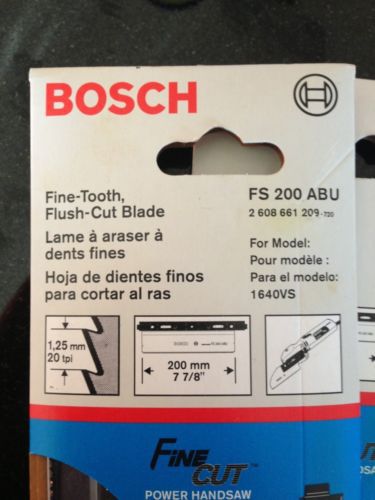 BOSCH
Fine-Tooth,
Flush-Cut Blade
FS 200 ABU
2 608 661 209-720
Lame à araser à
dents fines
Hoja de dientes finos
para cortar al ras
For Model:
Pour modèle :
Para el modelo:
1640VS
1,25 mm
20 tpi
200 mm
7 7/8"
FINE
CUT™
POWER HANDSAW